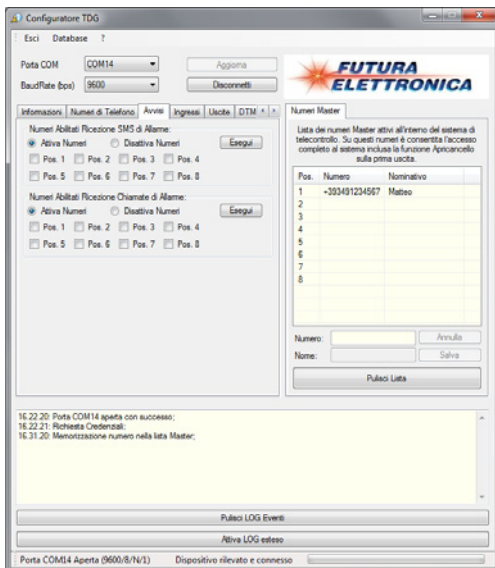 Configuratore TDG
Esci Database ?
Porta COM COM14 Aggiorna
BaudRate (bps) 9600 Disconnetti
FUTURA
ELETTRONICA
Informazioni Numeri di Telefono Avvisi Ingressi Uscite DTM
Numeri Abilitati Ricezione SMS di Allarme:
Attiva Numeri Disattiva Numeri Esegui
Pos. 1 Pos. 2 Pos. 3 Pos. 4
Pos. 5 Pos. 6 Pos. 7 Pos. 8
Numeri Abilitati Ricezione Chiamate di Allarme:
Attiva Numeri Disattiva Numeri Esegui
Pos. 1 Pos. 2 Pos. 3 Pos. 4
Pos. 5 Pos. 6 Pos. 7 Pos. 8
Numeri Master
Lista dei numeri Master attivi all'interno del sistema di
telecontrollo. Su questi numeri è consentita l'accesso
completo al sistema inclusa la funzione Apricancello
sulla prima uscita.
Pos. Numero Nominativo
1 +393491234567 Matteo
2
3
4
5
6
7
8
Numero: Annulla
Nome: Salva
Pulisci Lista
16.22.20: Porta COM14 aperta con successo;
16.22.21: Richiesta Credenziali:
16.31.20: Memorizzazione numero nella lista Master;
Pulisci LOG Eventi
Attiva LOG esteso
Porta COM14 Aperta (9600/8/N/1) Dispositivo rilevato e connesso